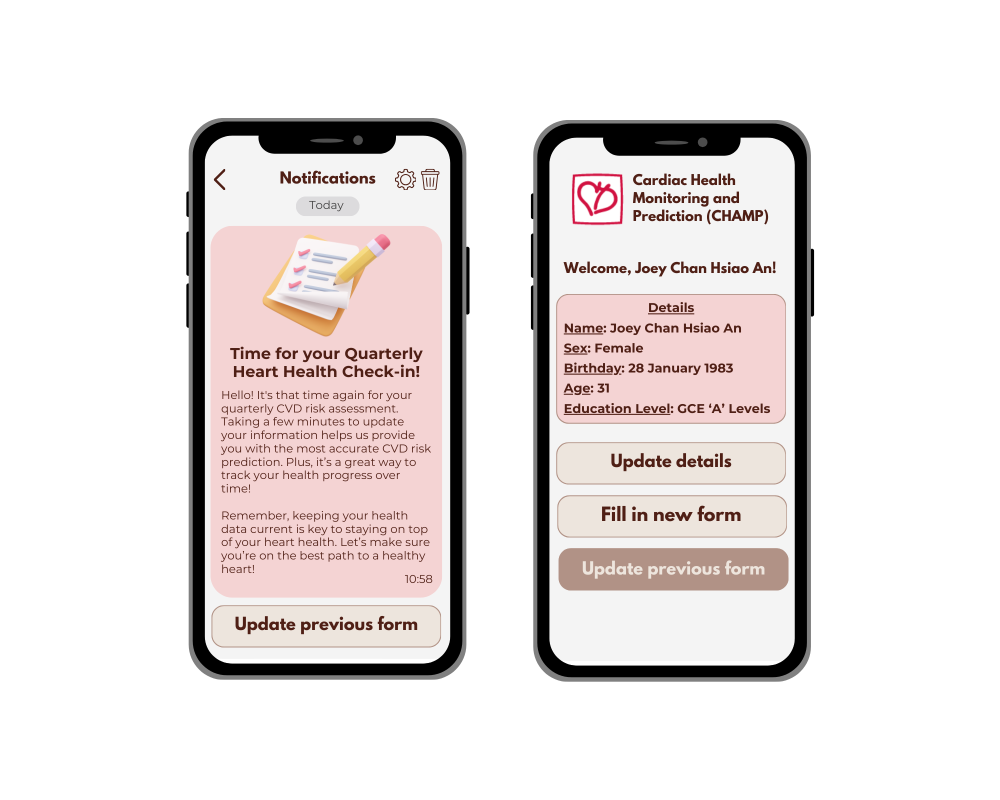 Notifications
Today
Time for your Quarterly
Heart Health Check-in!
Hello! It's that time again for your
quarterly CVD risk assessment.
Taking a few minutes to update
your information helps us provide
you with the most accurate CVD risk
prediction. Plus, it’s a great way to
track your health progress over
time!
Remember, keeping your health
data current is key to staying on top
of your heart health. Let’s make sure
you’re on the best path to a healthy
heart!
10:58
Update previous form
Cardiac Health
Monitoring and
Prediction (CHAMP)
Welcome, Joey Chan Hsiao An!
Details
Name: Joey Chan Hsiao An
Sex: Female
Birthday: 28 January 1983
Age: 31
Education Level: GCE ‘A’ Levels
Update details
Fill in new form
Update previous form